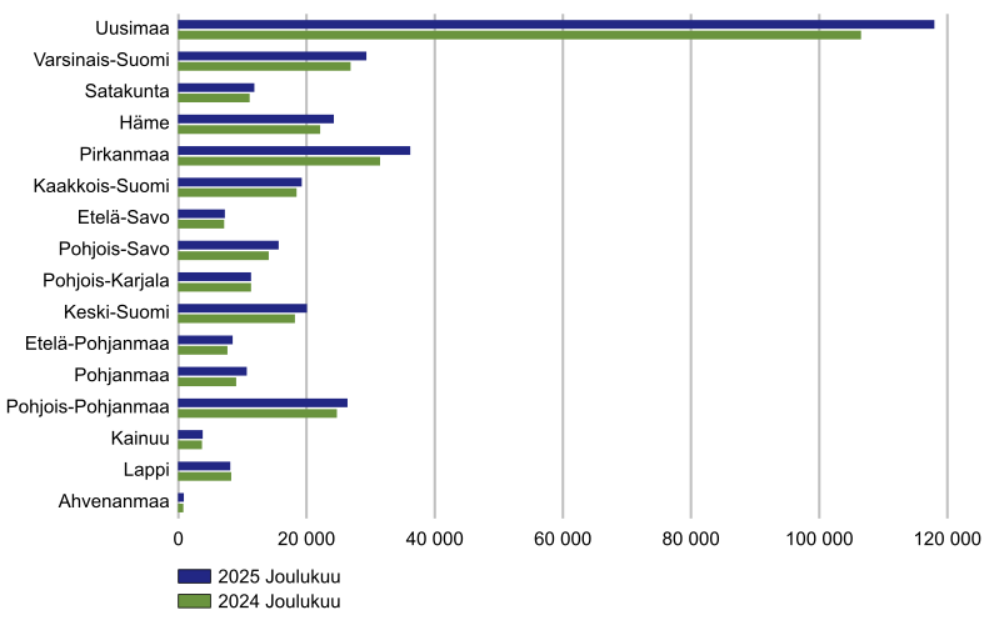 Uusimaa
Varsinais-Suomi
Satakunta
Häme
Pirkanmaa
Kaakkois-Suomi
Etelä-Savo
Pohjois-Savo
Pohjois-Karjala
Keski-Suomi
Etelä-Pohjanmaa
Pohjanmaa
Pohjois-Pohjanmaa
Kainuu
Lappi
Ahvenanmaa
0 20 000 40 000 60 000 80 000 100 000 120 000
2025 Joulukuu
2024 Joulukuu